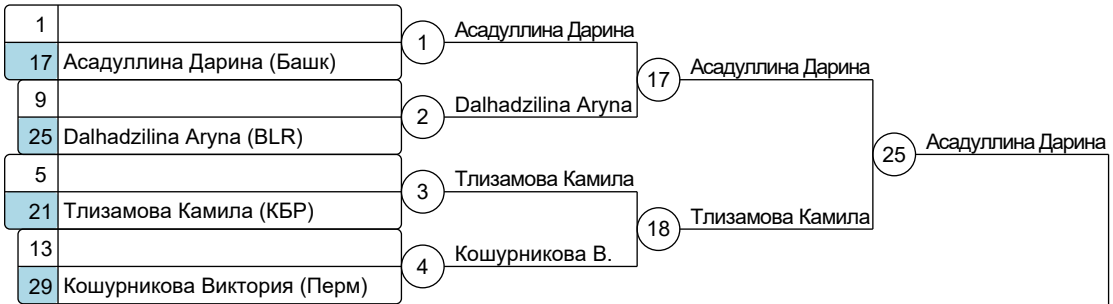 1
17 Асадуллина Дарина (Башк)
1
Асадуллина Дарина
9
25 Dalhadzilina Aryna (BLR)
2
Dalhadzilina Aryna
17
Асадуллина Дарина
5
21 Тлизамова Камила (КБР)
3
Тлизамова Камила
13
29 Кошурникова Виктория (Перм)
4
Кошурникова В.
18
Тлизамова Камила
25
Асадуллина Дарина